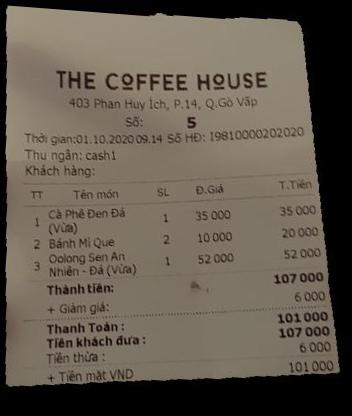 THE COFFEE HOUSE
403 Phan Huy Ích, P.14, Q.Gò Vấp
Số: 5
Thời gian:01.10.2020 09.14 Số HĐ: 19810000202020
Thu ngân: cash1
Khách hàng:
TT Tên món SL Đ.Giá T.Tiền
1 Cà Phê Đen Đá 1 35 000 35 000
(Vừa)
2 Bánh Mì Que 2 10 000 20 000
3 Oolong Sen An 1 52 000 52 000
Nhiên - Đá (Vừa)
Thành tiền: 107 000
+ Giảm giá: 6 000
Thanh Toán : 101 000
Tiền khách đưa : 107 000
Tiền thừa : 6 000
+ Tiền mặt VND 101 000